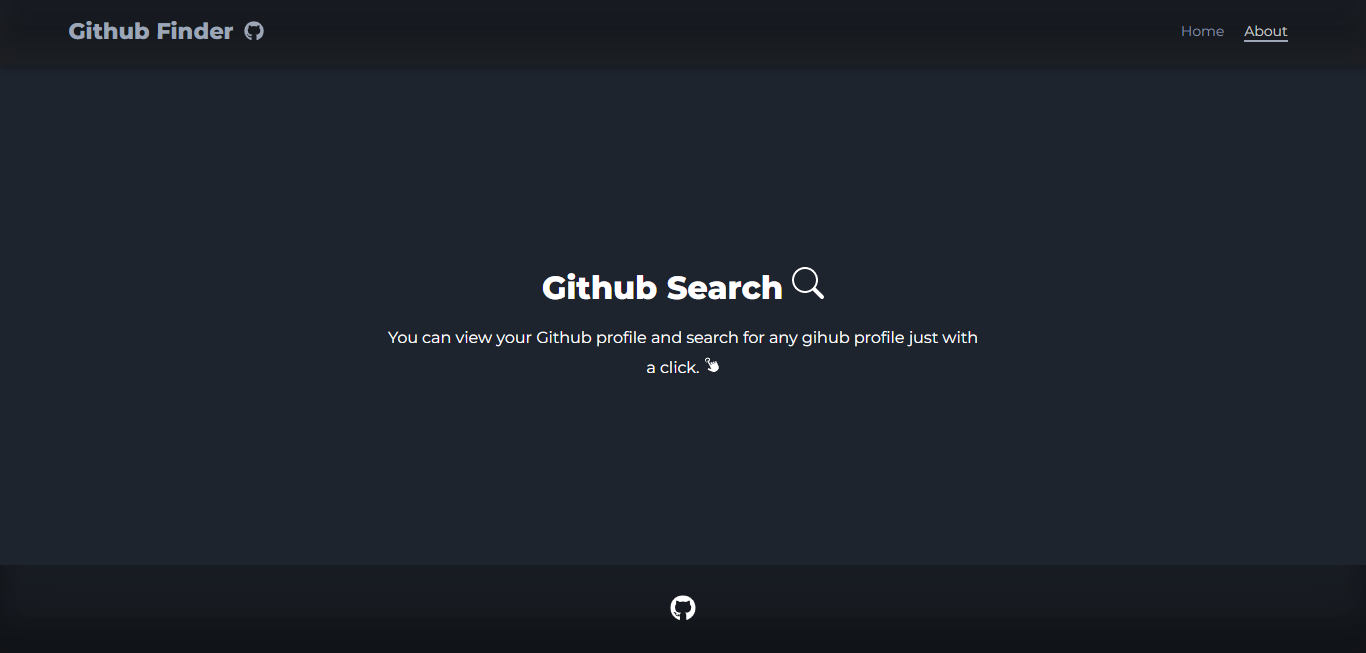 Github Finder
Home
About
Github Search
You can view your Github profile and search for any gihub profile just with
a click.